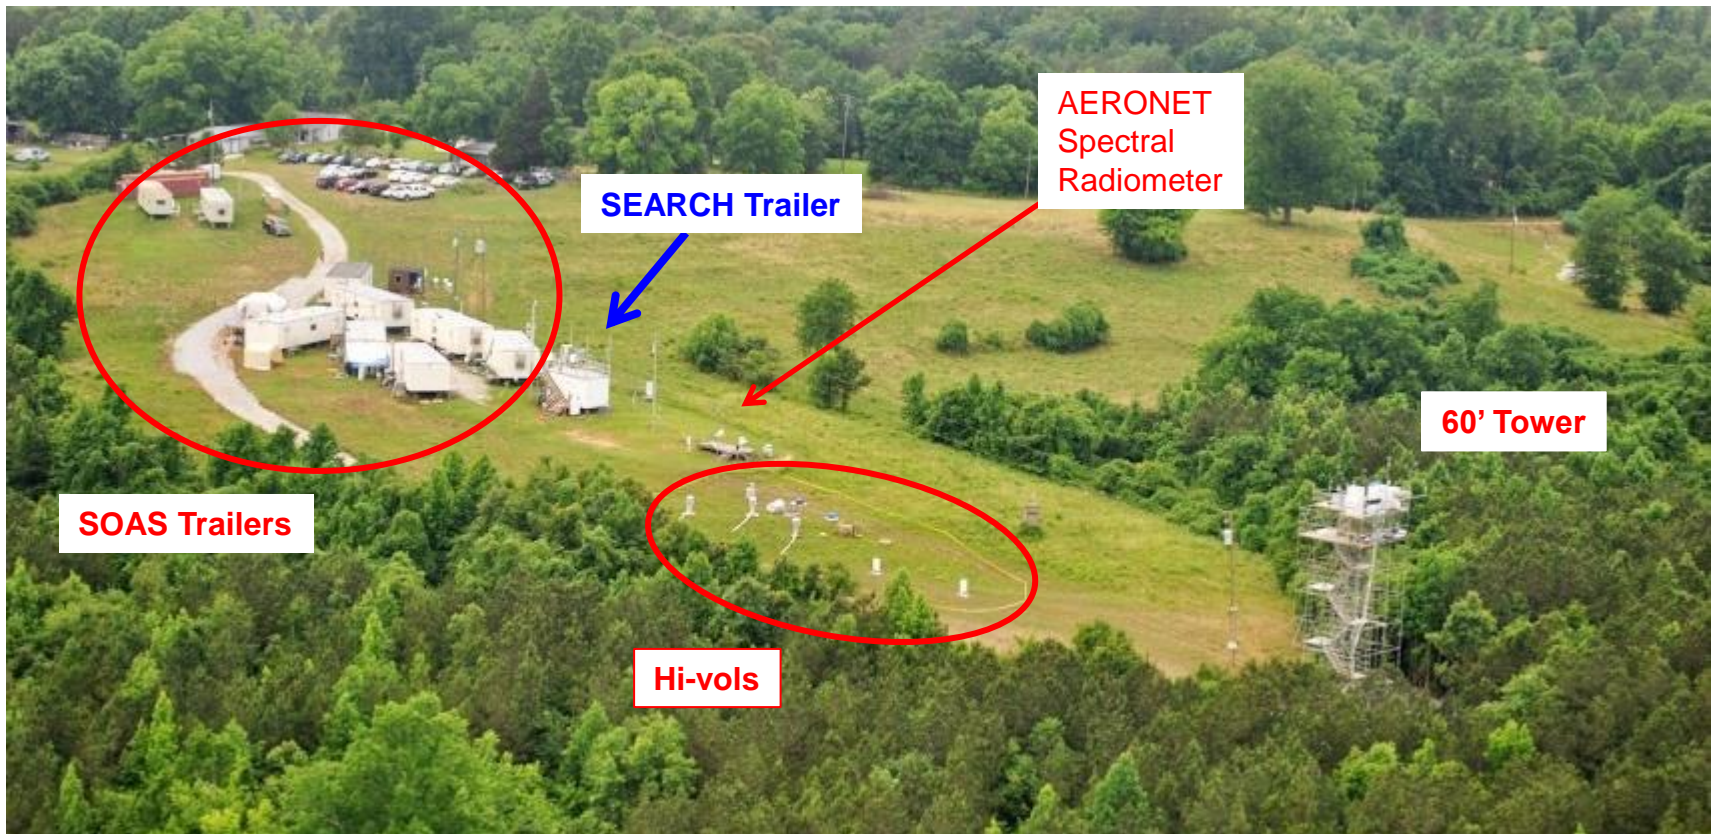 AERONET
Spectral
Radiometer
SEARCH Trailer
60’ Tower
SOAS Trailers
Hi-vols